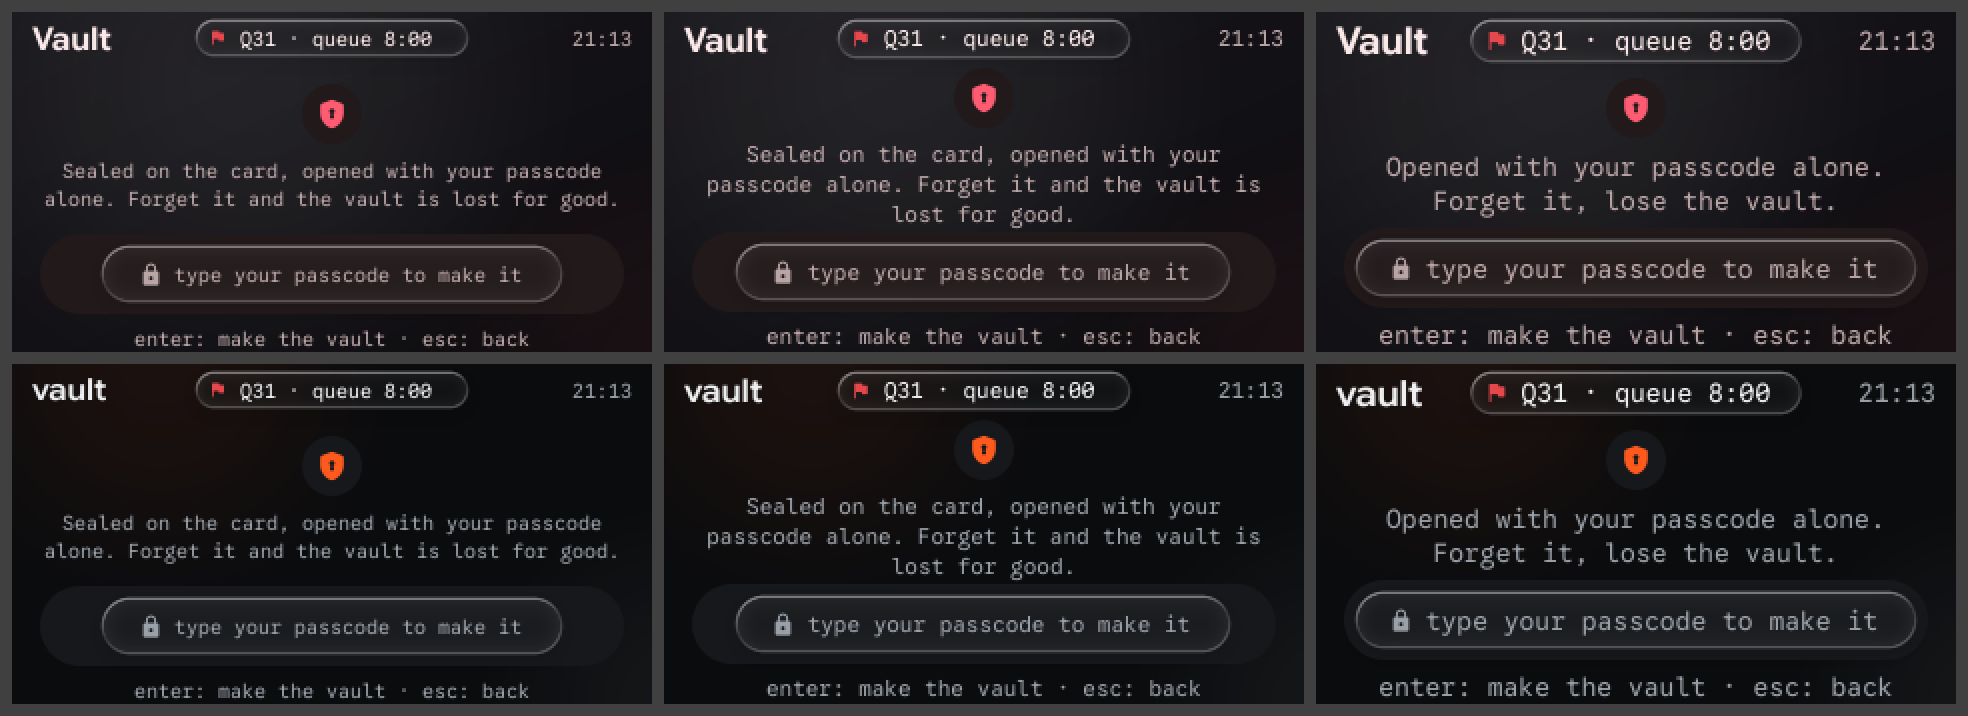 Vault
Q31 · queue 8:00
21:13
Sealed on the card, opened with your passcode
alone. Forget it and the vault is lost for good.
type your passcode to make it
enter: make the vault · esc: back
Vault
Q31 · queue 8:00
21:13
Sealed on the card, opened with your
passcode alone. Forget it and the vault is
lost for good.
type your passcode to make it
enter: make the vault · esc: back
Vault
Q31 · queue 8:00
21:13
Opened with your passcode alone.
Forget it, lose the vault.
type your passcode to make it
enter: make the vault · esc: back
vault
Q31 · queue 8:00
21:13
Sealed on the card, opened with your passcode
alone. Forget it and the vault is lost for good.
type your passcode to make it
enter: make the vault · esc: back
vault
Q31 · queue 8:00
21:13
Sealed on the card, opened with your
passcode alone. Forget it and the vault is
lost for good.
type your passcode to make it
enter: make the vault · esc: back
vault
Q31 · queue 8:00
21:13
Opened with your passcode alone.
Forget it, lose the vault.
type your passcode to make it
enter: make the vault · esc: back